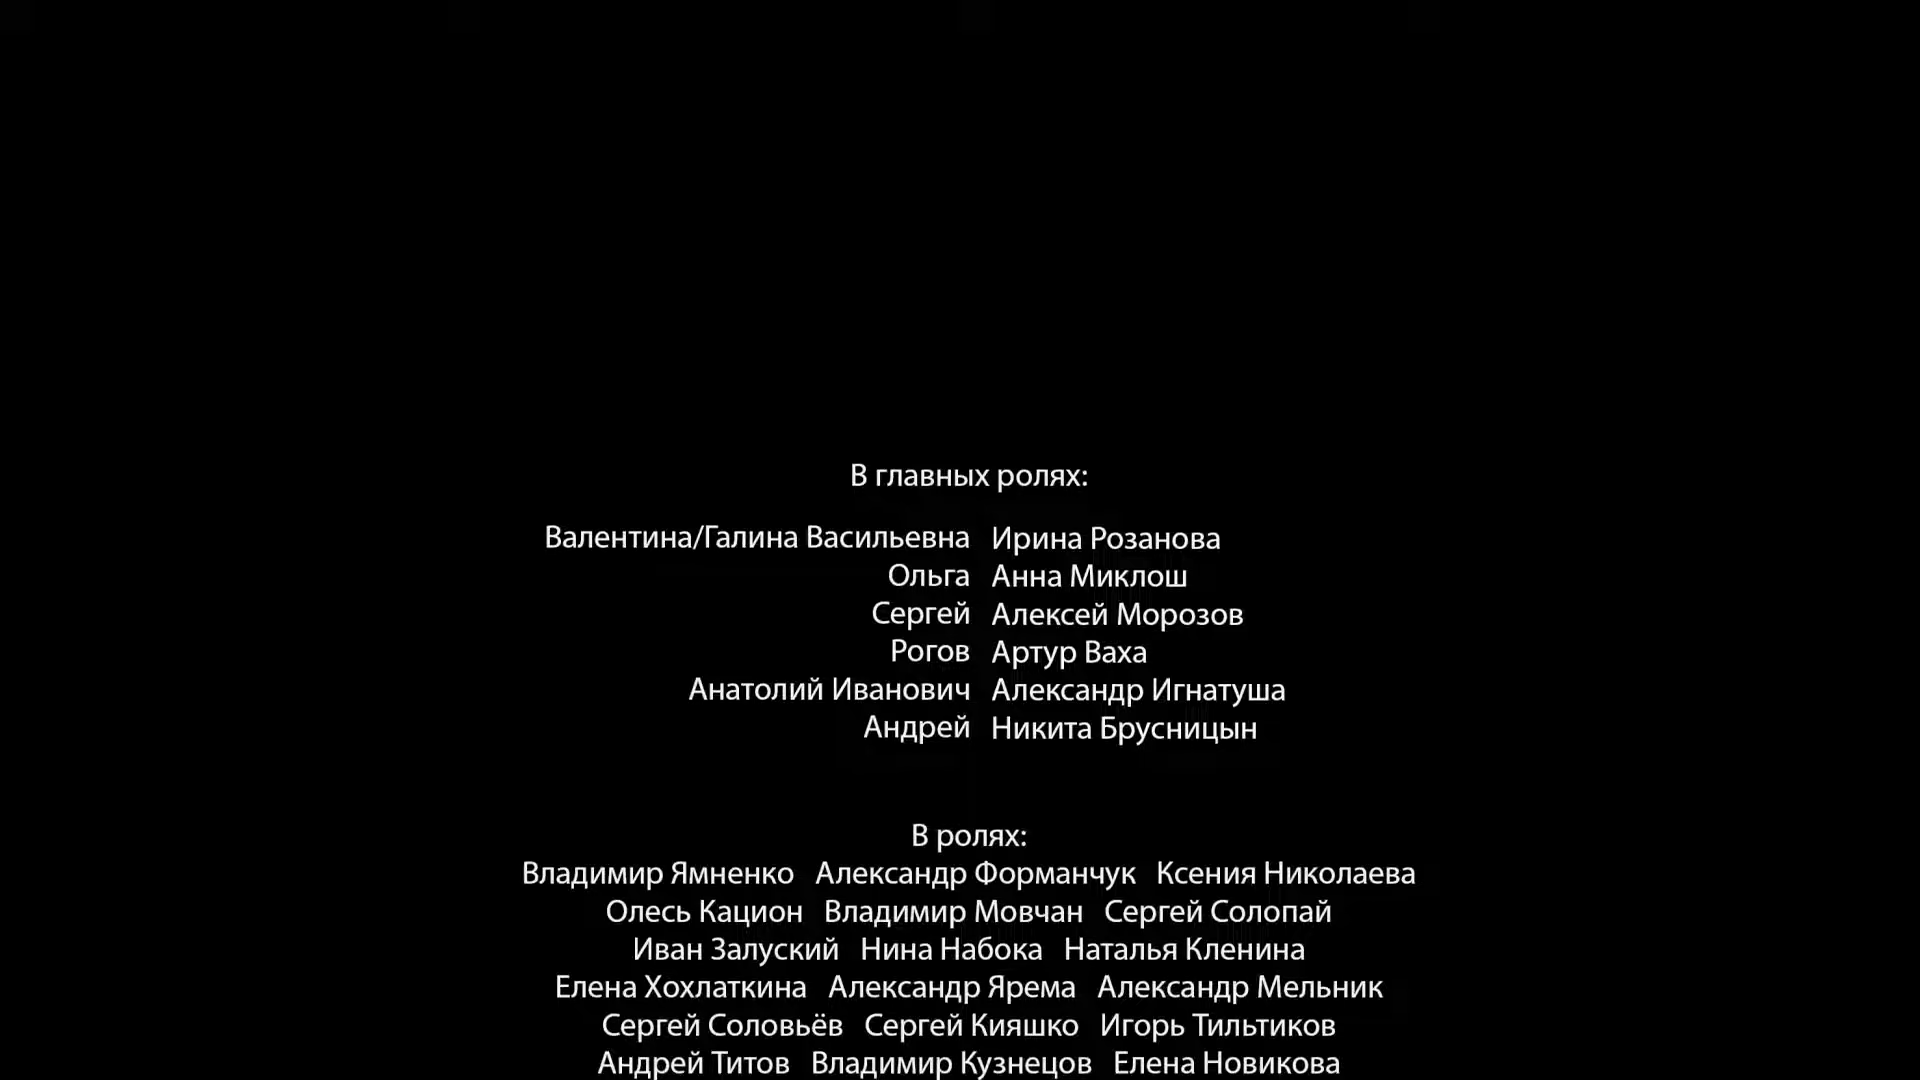 В главных ролях:
Валентина/Галина Васильевна Ирина Розанова
Ольга Анна Миклош
Сергей Алексей Морозов
Рогов Артур Ваха
Анатолий Иванович Александр Игнатуша
Андрей Никита Брусницын
В ролях:
Владимир Ямненко Александр Форманчук Ксения Николаева
Олесь Кацион Владимир Мовчан Сергей Солопай
Иван Залуский Нина Набока Наталья Кленина
Елена Хохлаткина Александр Ярема Александр Мельник
Сергей Соловьёв Сергей Кияшко Игорь Тильтиков
Андрей Титов Владимир Кузнецов Елена Новикова